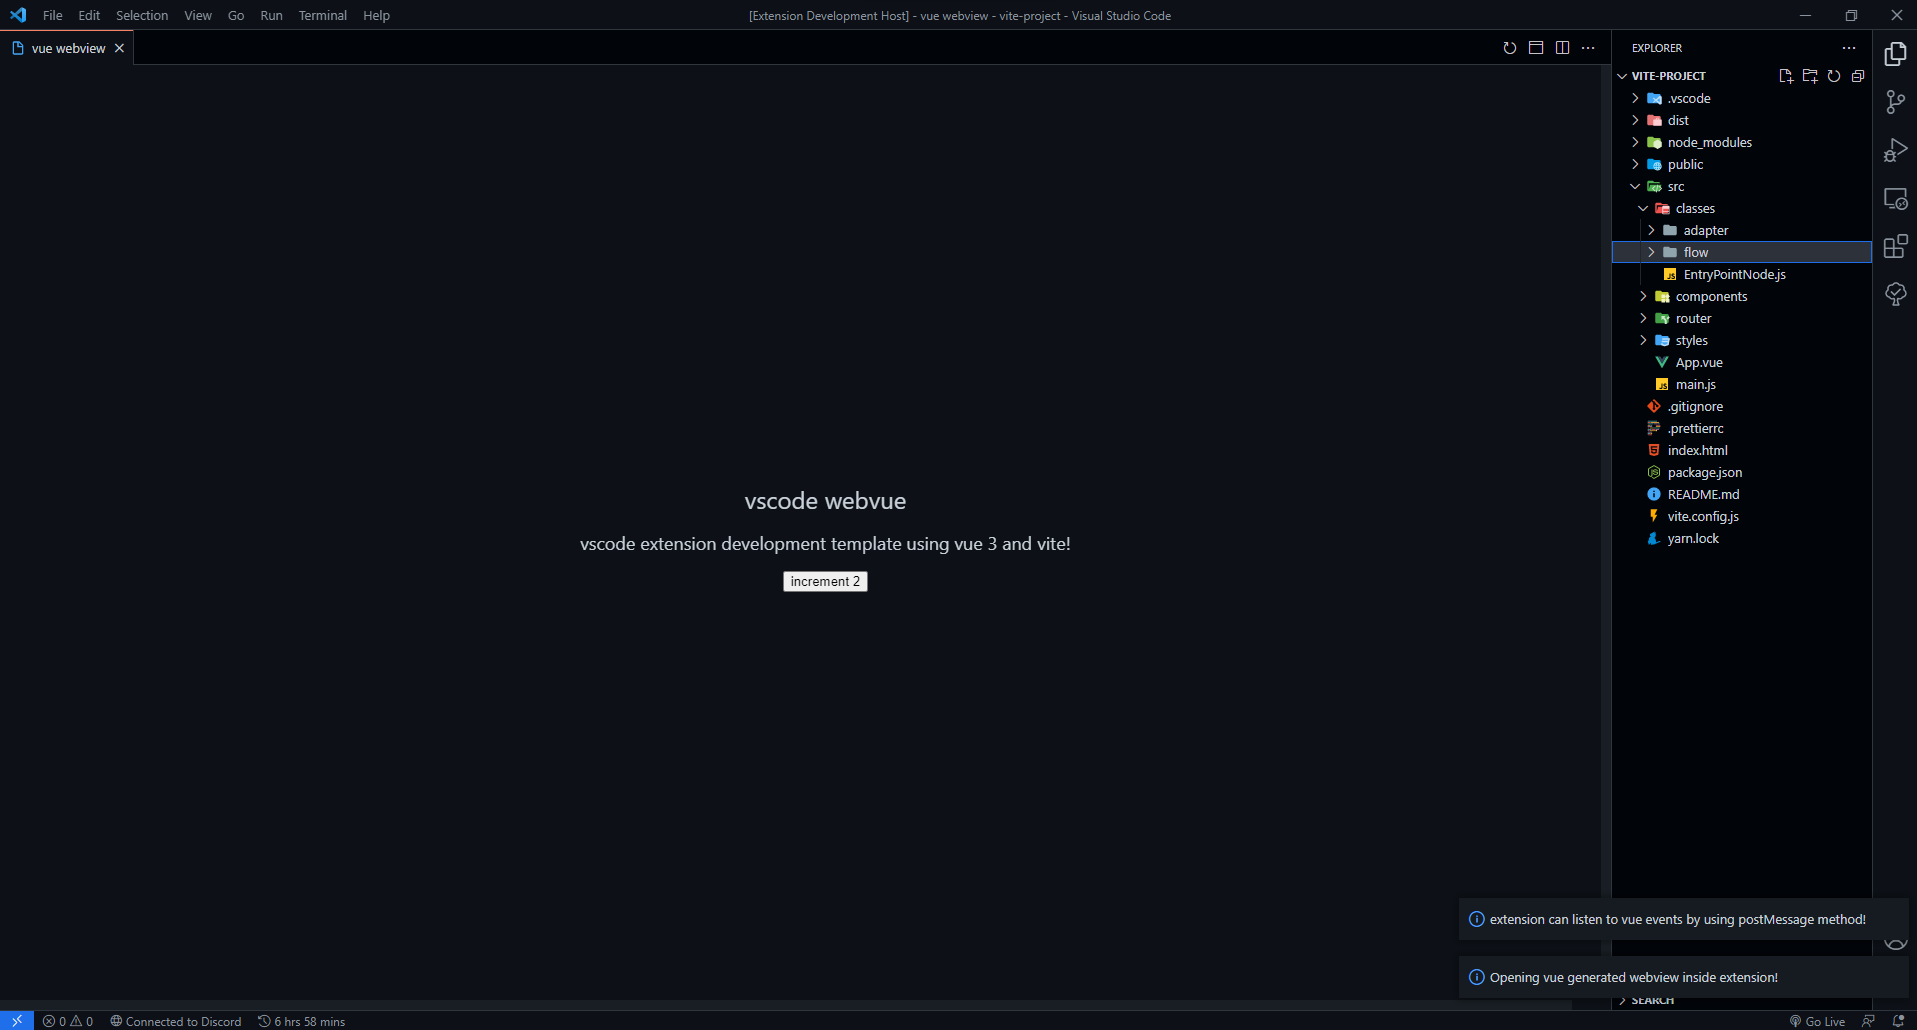 File Edit Selection View Go Run Terminal Help
[Extension Development Host] - vue webview - vite-project - Visual Studio Code
vue webview
EXPLORER
VITE-PROJECT
.vscode
dist
node_modules
public
src
classes
adapter
flow
EntryPointNode.js
components
router
styles
App.vue
main.js
.gitignore
.prettierrc
index.html
package.json
README.md
vite.config.js
yarn.lock
vscode webvue
vscode extension development template using vue 3 and vite!
increment 2
extension can listen to vue events by using postMessage method!
Opening vue generated webview inside extension!
SEARCH
0 0 Connected to Discord 6 hrs 58 mins Go Live